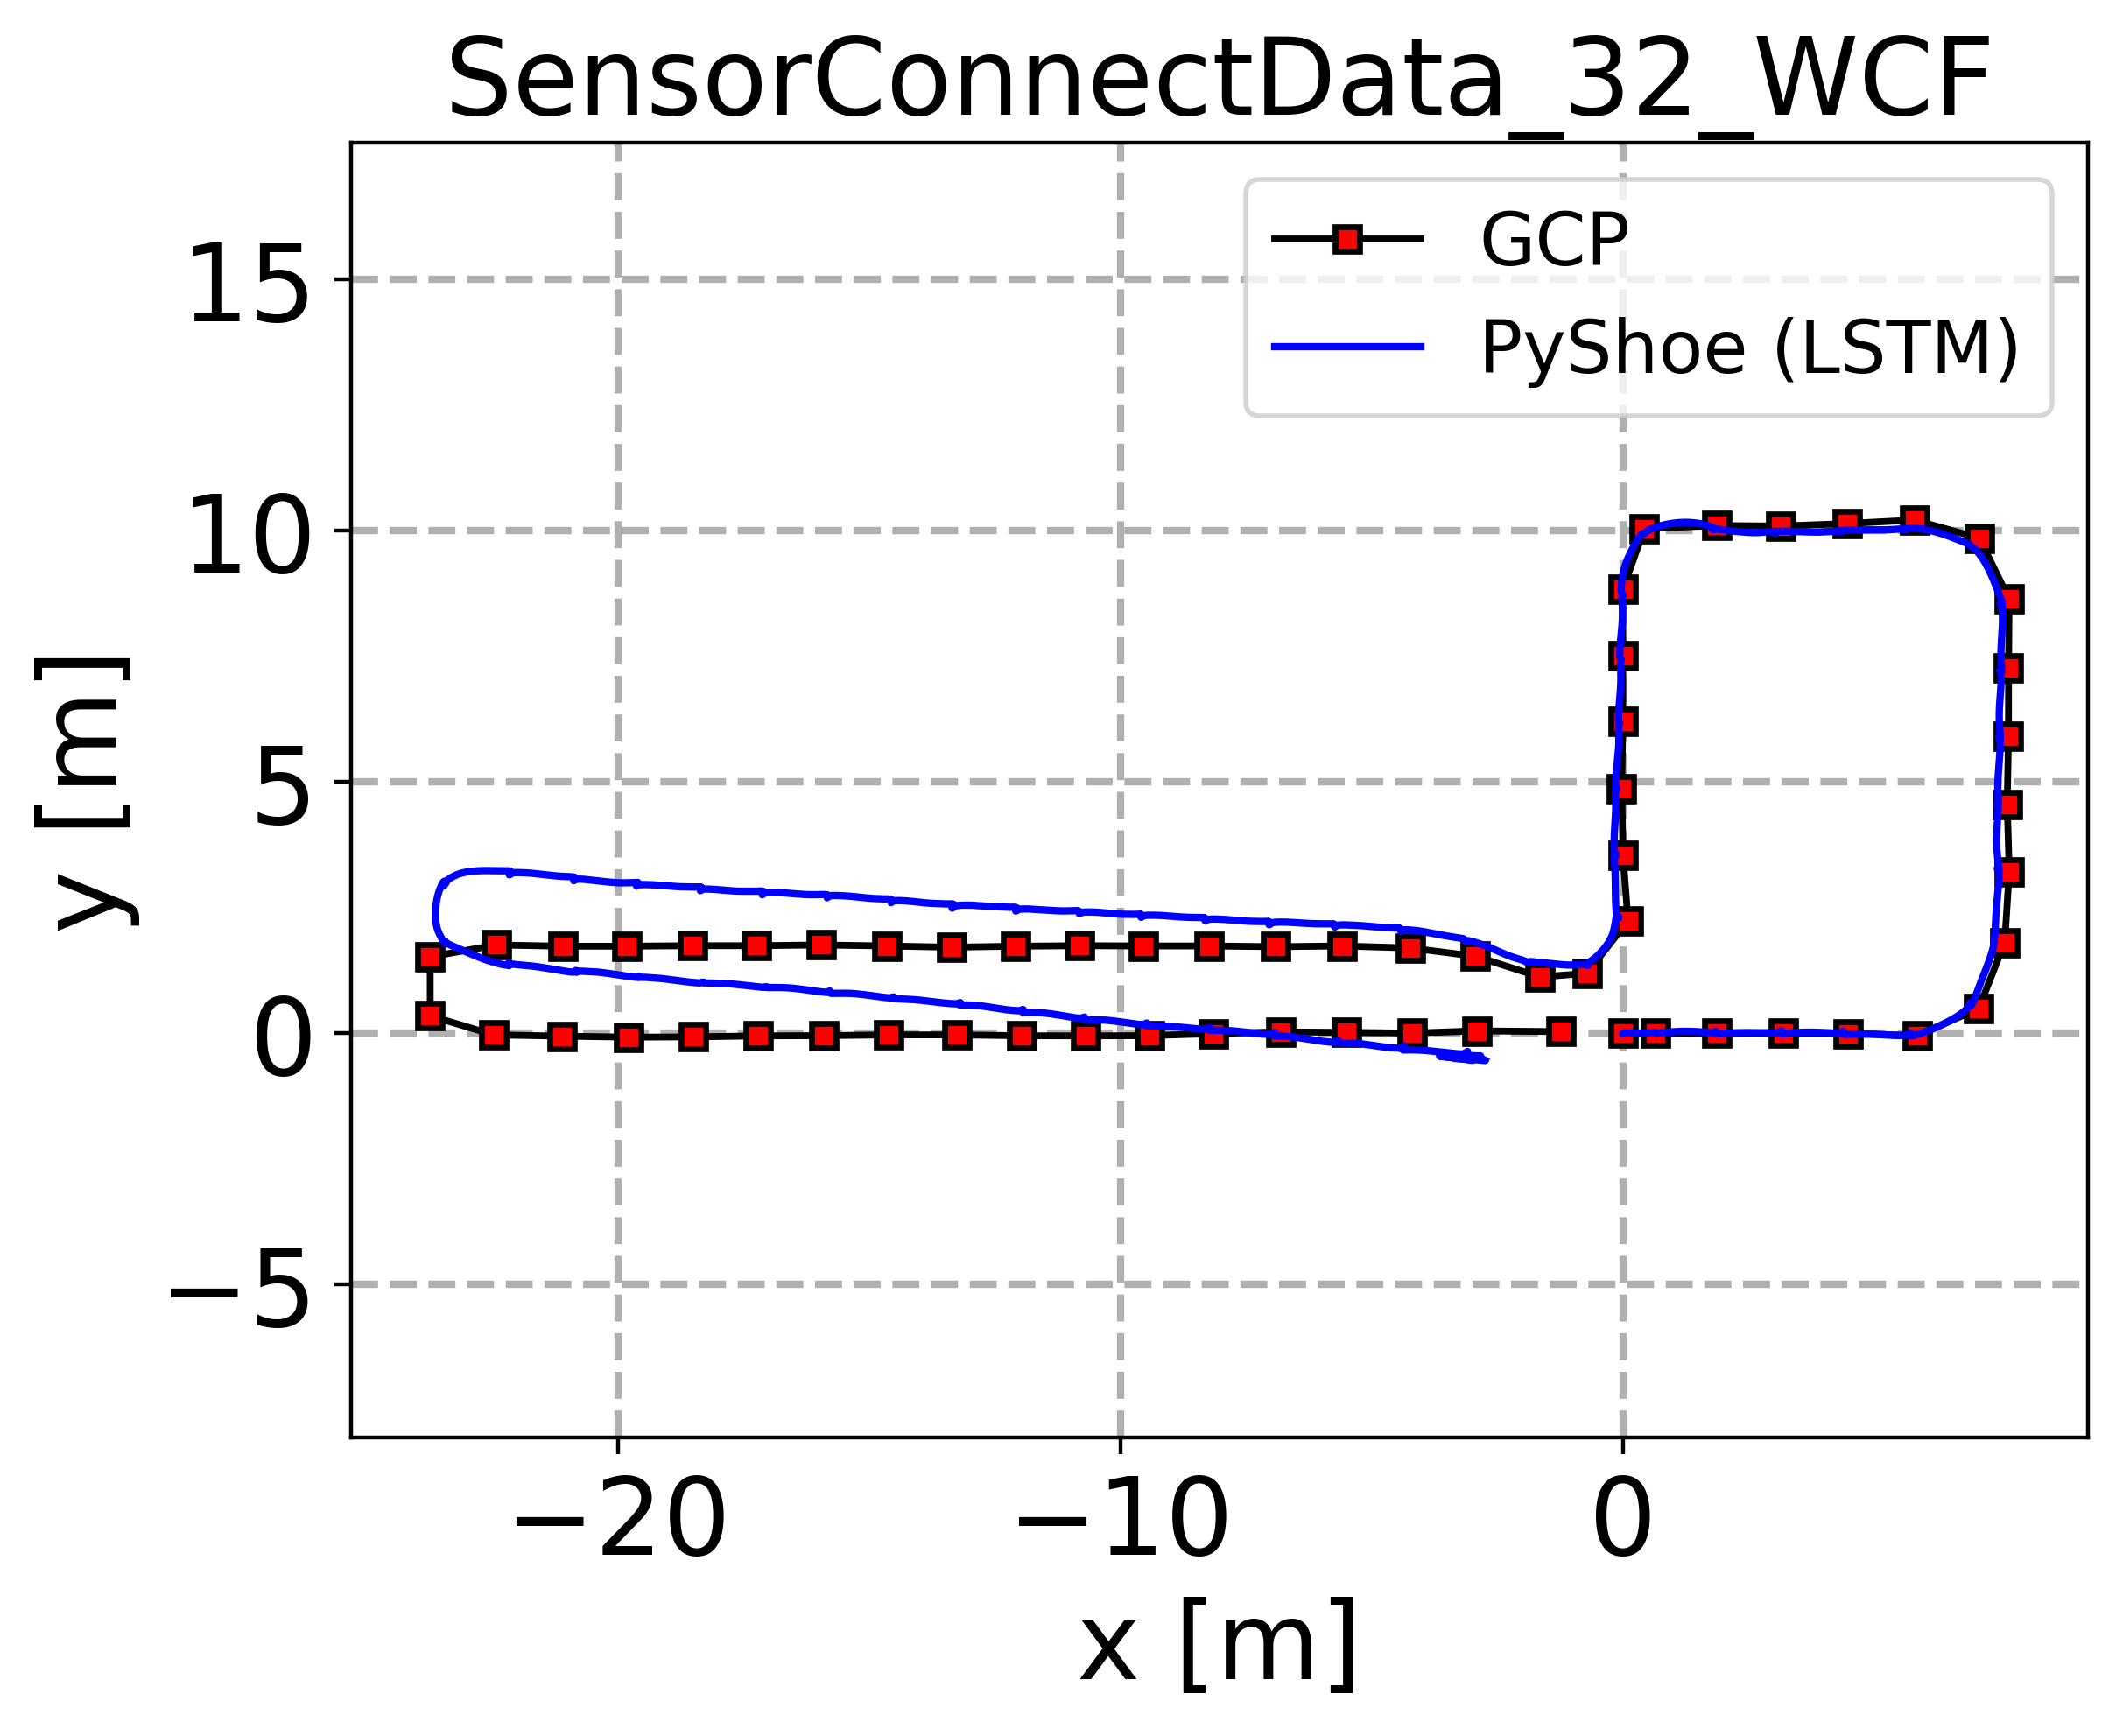 SensorConnectData_32_WCF
GCP
PyShoe (LSTM)
15
10
5
0
−5
y [m]
−20
−10
0
x [m]